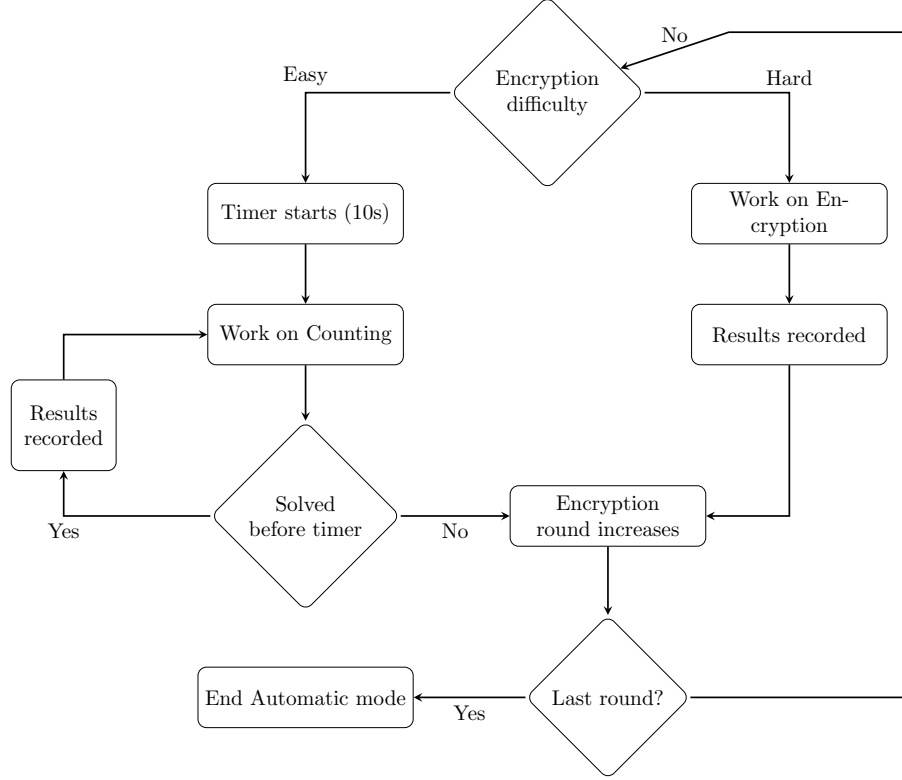 No
Encryption
difficulty
Easy
Hard
Timer starts (10s)
Work on En-
cryption
Work on Counting
Results recorded
Results
recorded
Solved
before timer
Yes
No
Encryption
round increases
Last round?
Yes
End Automatic mode